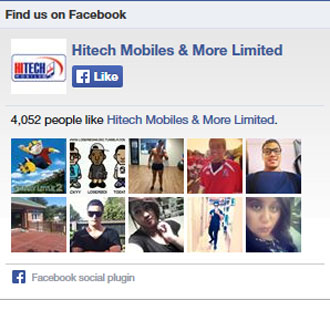 Find us on Facebook
HITECH
MOBILES
Hitech Mobiles & More Limited
Like
4,052 people like Hitech Mobiles & More Limited.
Facebook social plugin